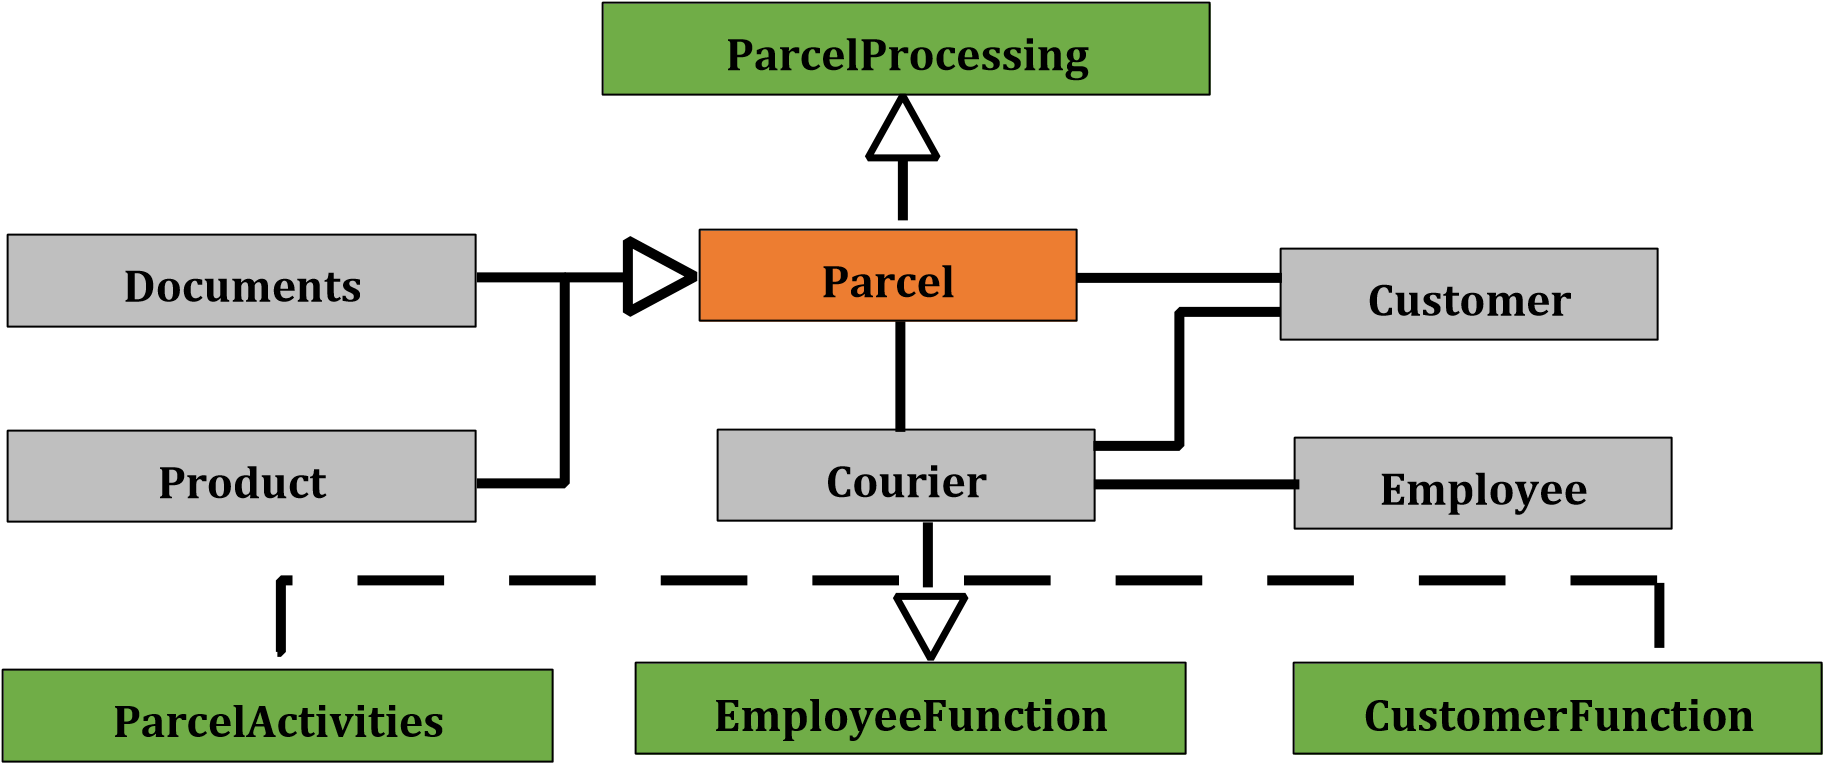 ParcelProcessing
Documents
Parcel
Customer
Product
Courier
Employee
ParcelActivities
EmployeeFunction
CustomerFunction